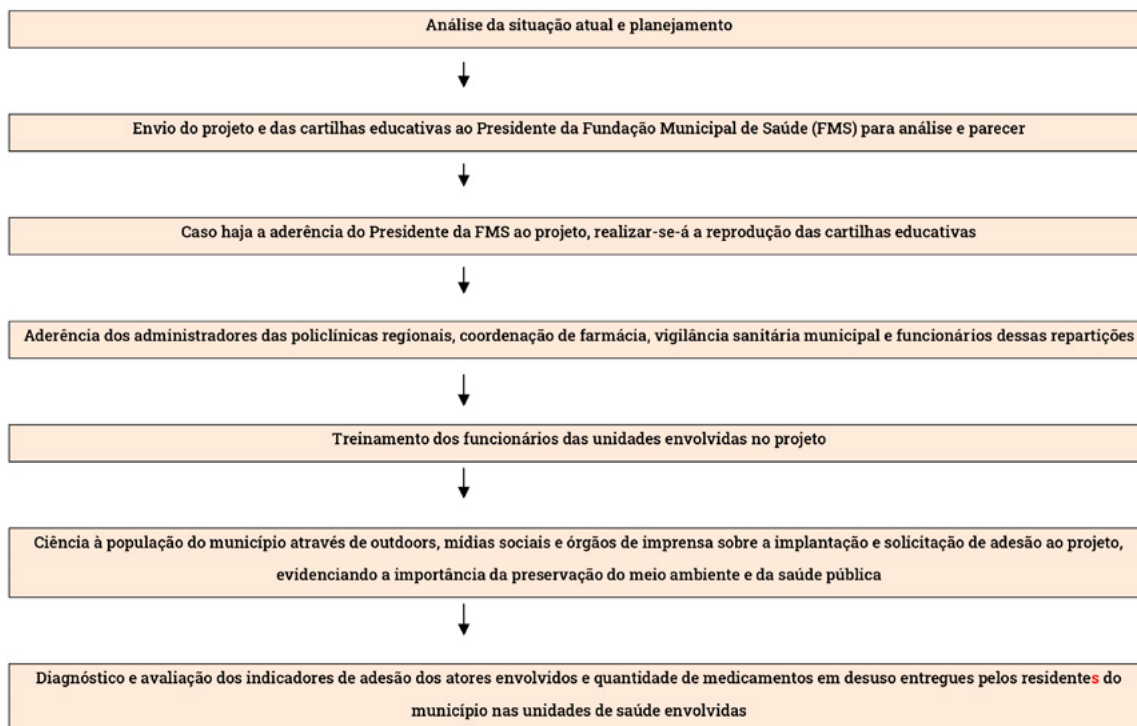 Análise da situação atual e planejamento
Envio do projeto e das cartilhas educativas ao Presidente da Fundação Municipal de Saúde (FMS) para análise e parecer
Caso haja a aderência do Presidente da FMS ao projeto, realizar-se-á a reprodução das cartilhas educativas
Aderência dos administradores das policlínicas regionais, coordenação de farmácia, vigilância sanitária municipal e funcionários dessas repartições
Treinamento dos funcionários das unidades envolvidas no projeto
Ciência à população do município através de outdoors, mídias sociais e órgãos de imprensa sobre a implantação e solicitação de adesão ao projeto,
evidenciando a importância da preservação do meio ambiente e da saúde pública
Diagnóstico e avaliação dos indicadores de adesão dos atores envolvidos e quantidade de medicamentos em desuso entregues pelos residentes do
município nas unidades de saúde envolvidas